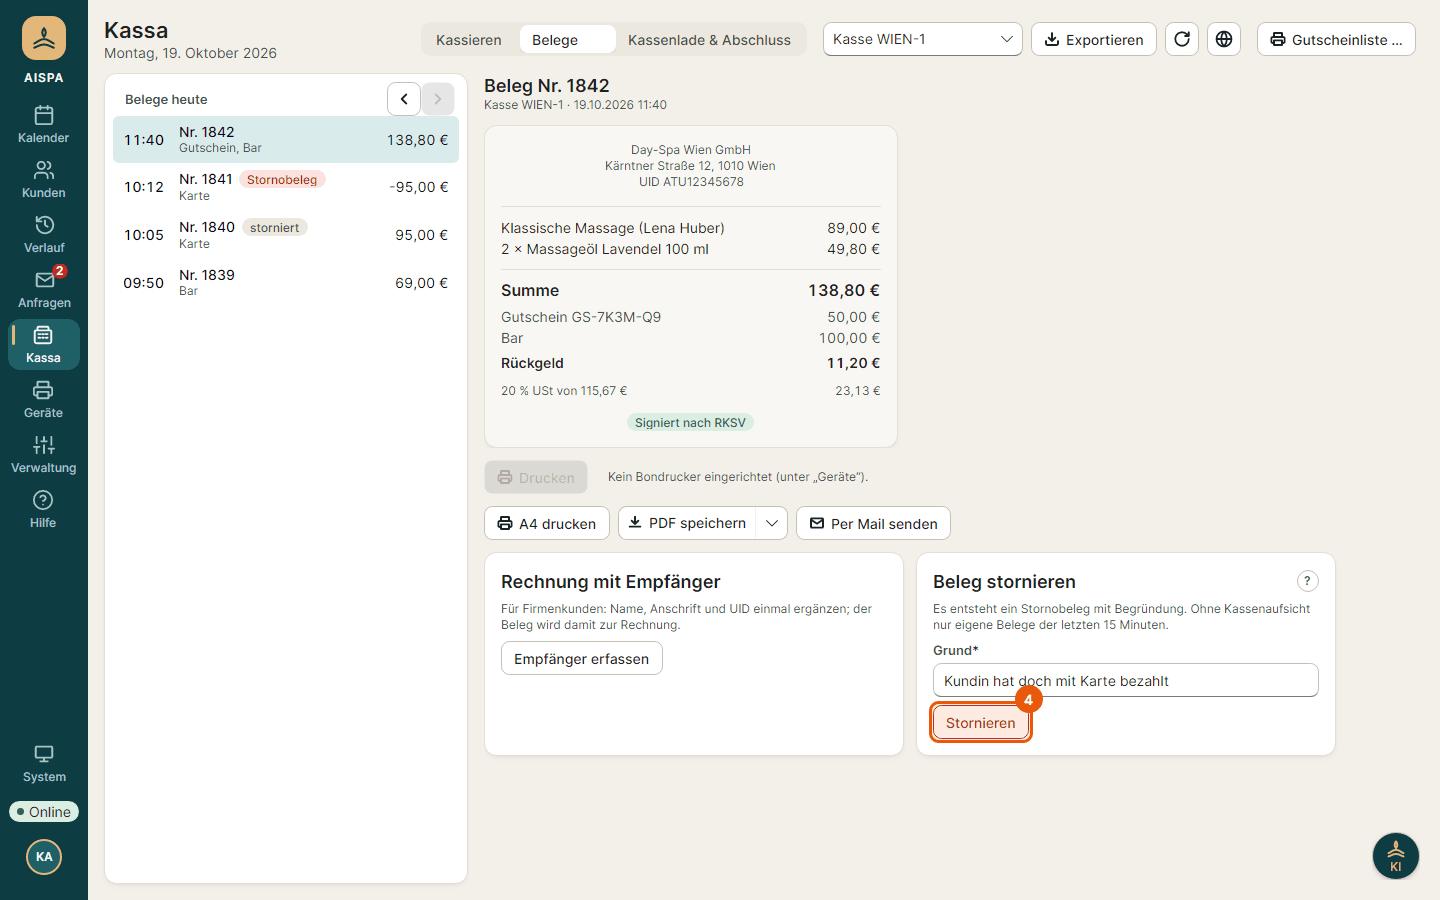 AISPA
Kalender
Kunden
Verlauf
2
Anfragen
Kassa
Geräte
Verwaltung
Hilfe
System
Online
KA
Kassa
Montag, 19. Oktober 2026
Kassieren
Belege
Kassenlade & Abschluss
Kasse WIEN-1
Exportieren
Gutscheinliste ...
Belege heute
11:40 Nr. 1842 138,80 €
Gutschein, Bar
10:12 Nr. 1841 Stornobeleg -95,00 €
Karte
10:05 Nr. 1840 storniert 95,00 €
Karte
09:50 Nr. 1839 69,00 €
Bar
Beleg Nr. 1842
Kasse WIEN-1 · 19.10.2026 11:40
Day-Spa Wien GmbH
Kärntner Straße 12, 1010 Wien
UID ATU12345678
Klassische Massage (Lena Huber) 89,00 €
2 × Massageöl Lavendel 100 ml 49,80 €
Summe 138,80 €
Gutschein GS-7K3M-Q9 50,00 €
Bar 100,00 €
Rückgeld 11,20 €
20 % USt von 115,67 € 23,13 €
Signiert nach RKSV
Drucken
Kein Bondrucker eingerichtet (unter „Geräte“).
A4 drucken
PDF speichern
Per Mail senden
Rechnung mit Empfänger
Für Firmenkunden: Name, Anschrift und UID einmal ergänzen; der
Beleg wird damit zur Rechnung.
Empfänger erfassen
Beleg stornieren
?
Es entsteht ein Stornobeleg mit Begründung. Ohne Kassenaufsicht
nur eigene Belege der letzten 15 Minuten.
Grund*
Kundin hat doch mit Karte bezahlt
4
Stornieren
KI